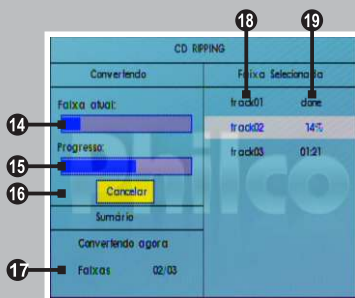 18 19
CD RIPPING
Convertendo
Faixa Selecionada
Faixa atual:
track01 done
14
track02 14%
Progresso:
track03 01:21
15
16 Cancelar
Sumário
Convertendo agora
17 Faixas 02/03
Philco